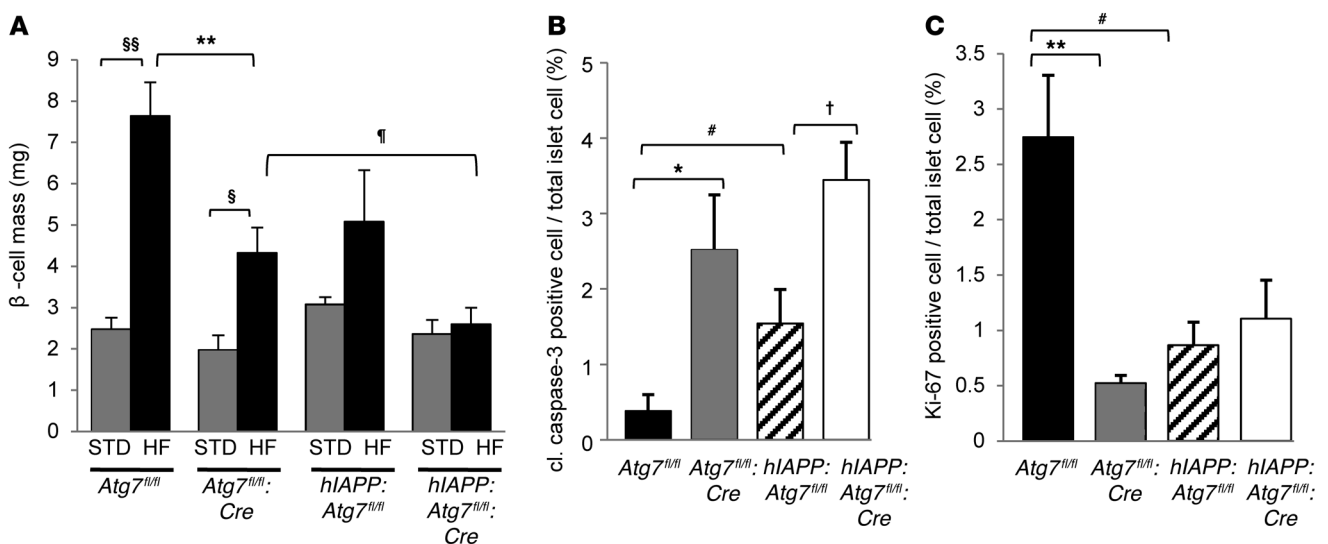 A
β -cell mass (mg)
9
8
7
6
5
4
3
2
1
0
§§
**
§
¶
STD HF STD HF STD HF STD HF
Atg7fl/fl
Atg7fl/fl:
Cre
hIAPP:
Atg7fl/fl
hIAPP:
Atg7fl/fl:
Cre
B
cl. caspase-3 positive cell / total islet cell (%)
5
4
3
2
1
0
*
#
†
Atg7fl/fl
Atg7fl/fl:
Cre
hIAPP:
Atg7fl/fl
hIAPP:
Atg7fl/fl:
Cre
C
Ki-67 positive cell / total islet cell (%)
3.5
3
2.5
2
1.5
1
0.5
0
#
**
Atg7fl/fl
Atg7fl/fl:
Cre
hIAPP:
Atg7fl/fl
hIAPP:
Atg7fl/fl:
Cre